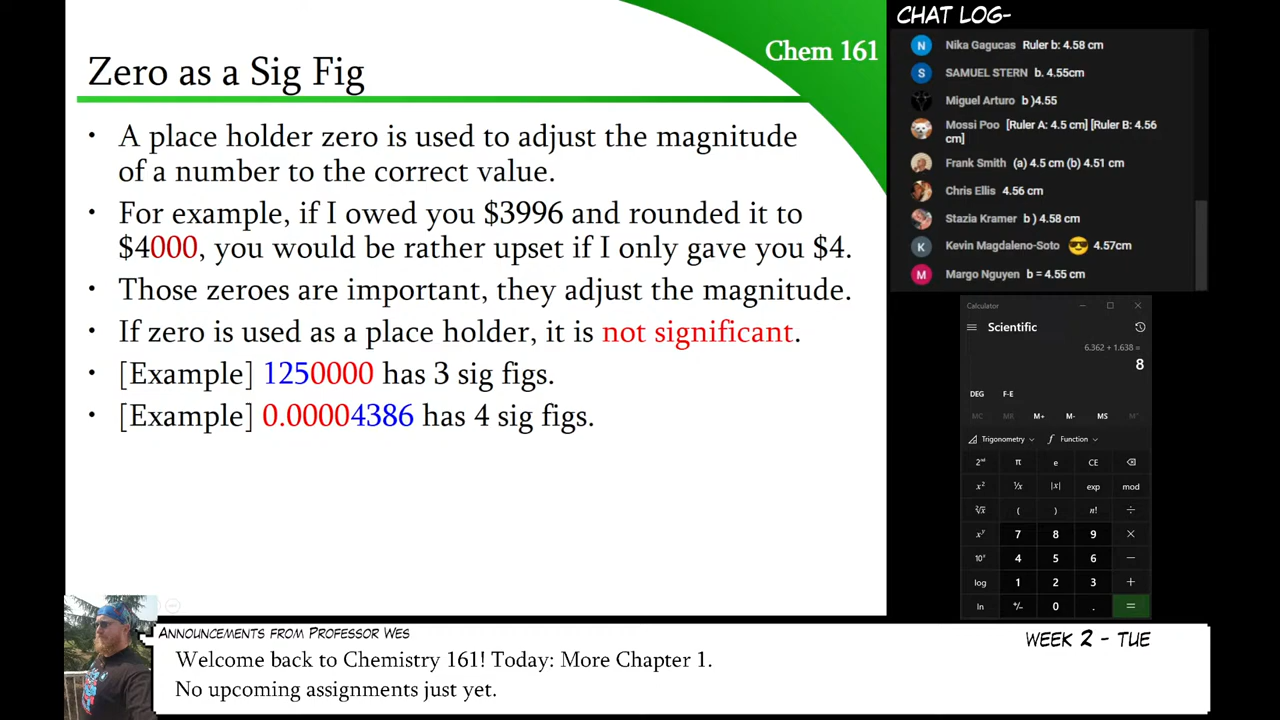 Chem 161
Zero as a Sig Fig
• A place holder zero is used to adjust the magnitude
of a number to the correct value.
• For example, if I owed you $3996 and rounded it to
$4000, you would be rather upset if I only gave you $4.
• Those zeroes are important, they adjust the magnitude.
• If zero is used as a place holder, it is not significant.
• [Example] 1250000 has 3 sig figs.
• [Example] 0.00004386 has 4 sig figs.
CHAT LOG-
N Nika Gagucas Ruler b: 4.58 cm
S SAMUEL STERN b. 4.55cm
Miguel Arturo b )4.55
Mossi Poo [Ruler A: 4.5 cm] [Ruler B: 4.56
cm]
Frank Smith (a) 4.5 cm (b) 4.51 cm
Chris Ellis 4.56 cm
Stazia Kramer b ) 4.58 cm
K Kevin Magdaleno-Soto 😎 4.57cm
M Margo Nguyen b = 4.55 cm
Calculator
Scientific
6.362 + 1.638 =
8
DEG F-E
MC MR M+ M- MS
Trigonometry Function
2ⁿᵈ π e CE
x² ¹/x |x| exp mod
²√x ( ) n! ÷
xʸ 7 8 9 ×
10ˣ 4 5 6 −
log 1 2 3 +
ln +/- 0 . =
ANNOUNCEMENTS FROM PROFESSOR WES
WEEK 2 - TUE
Welcome back to Chemistry 161! Today: More Chapter 1.
No upcoming assignments just yet.